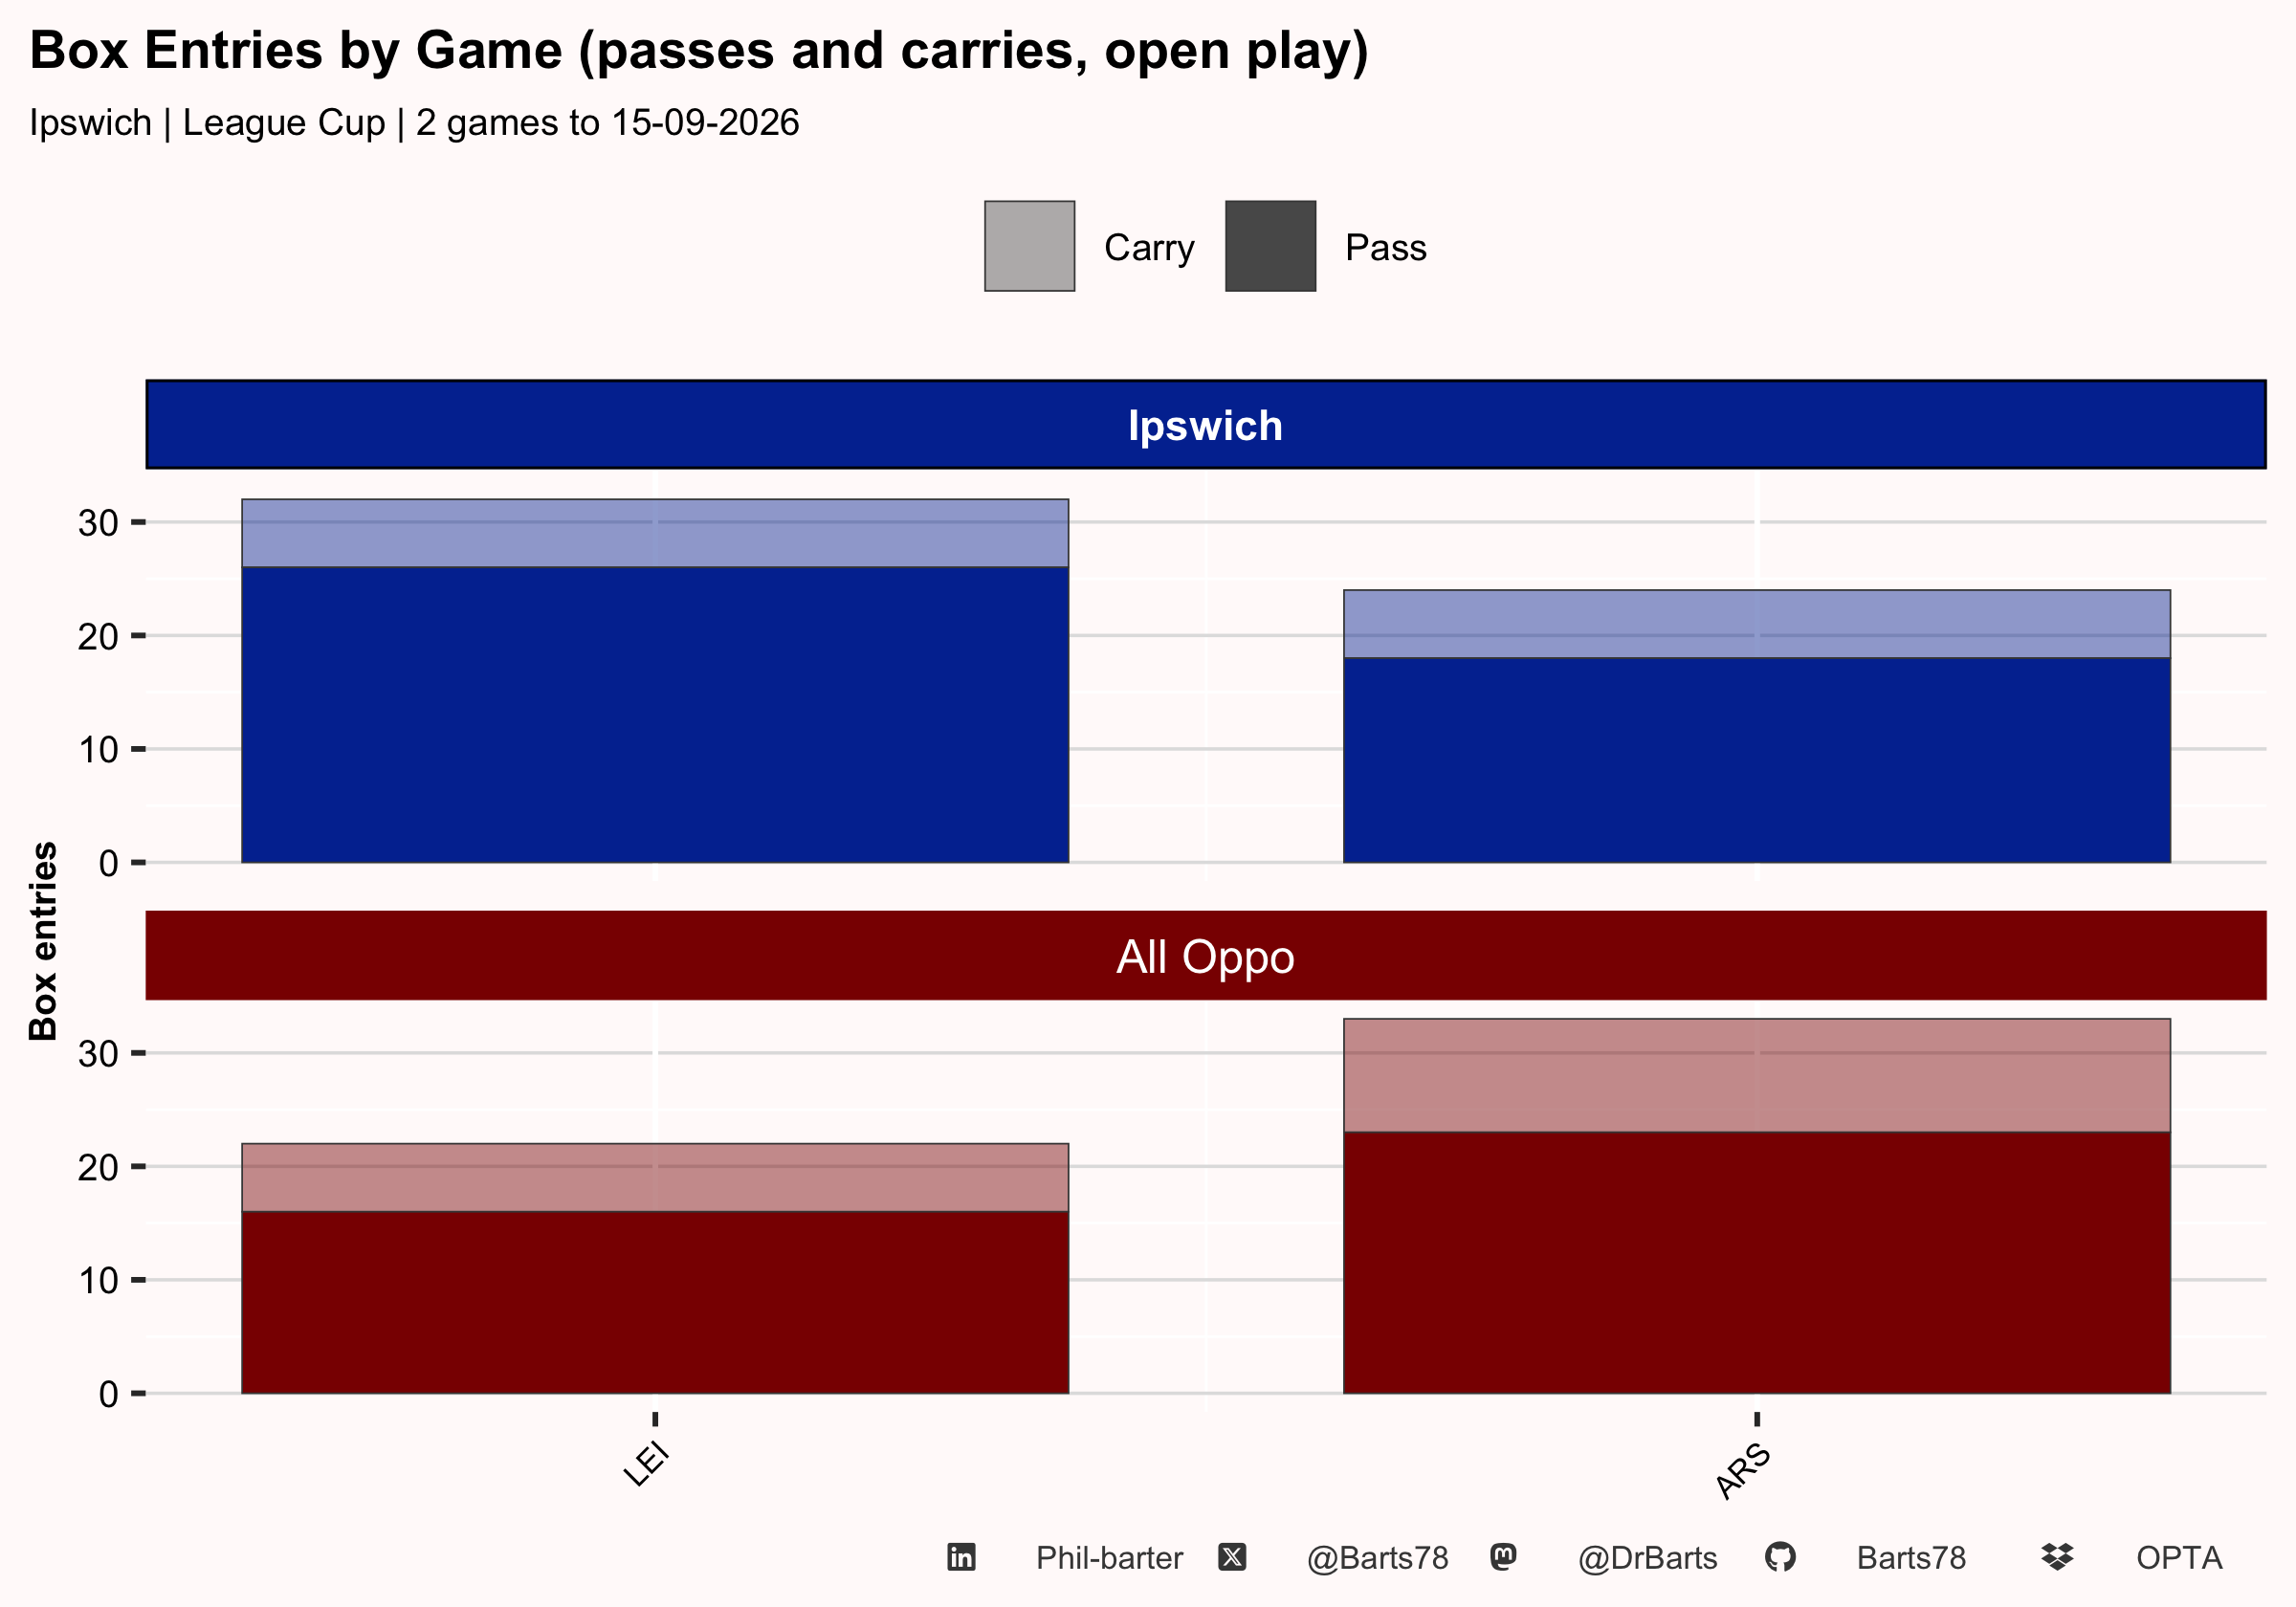 Box Entries by Game (passes and carries, open play)
Ipswich | League Cup | 2 games to 15-09-2026
Carry
Pass
Box entries
Ipswich
30
20
10
0
All Oppo
30
20
10
0
LEI
ARS
Phil-barter @Barts78 @DrBarts Barts78 OPTA